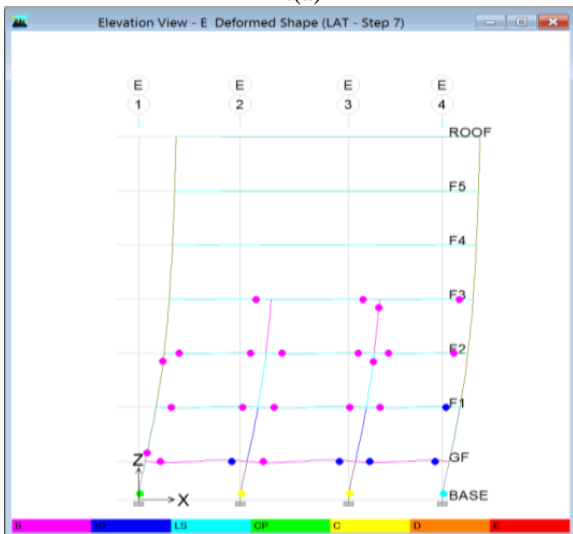 Elevation View - E Deformed Shape (LAT - Step 7)
E E E E
1 2 3 4
ROOF
F5
F4
F3
F2
F1
GF
Z
BASE
X
B IO LS CP C D E